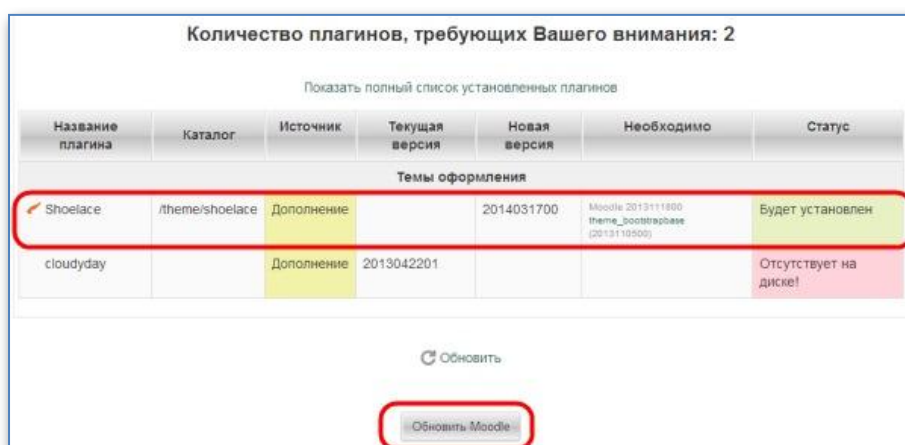 Количество плагинов, требующих Вашего внимания: 2
Показать полный список установленных плагинов
Название плагина Каталог Источник Текущая версия Новая версия Необходимо Статус
Темы оформления
Shoelace /theme/shoelace Дополнение 2014031700 Moodle 2013111800 Будет установлен
theme_bootstrapbase
(2013110500)
cloudyday Дополнение 2013042201 Отсутствует на
диске!
Обновить
Обновить Moodle